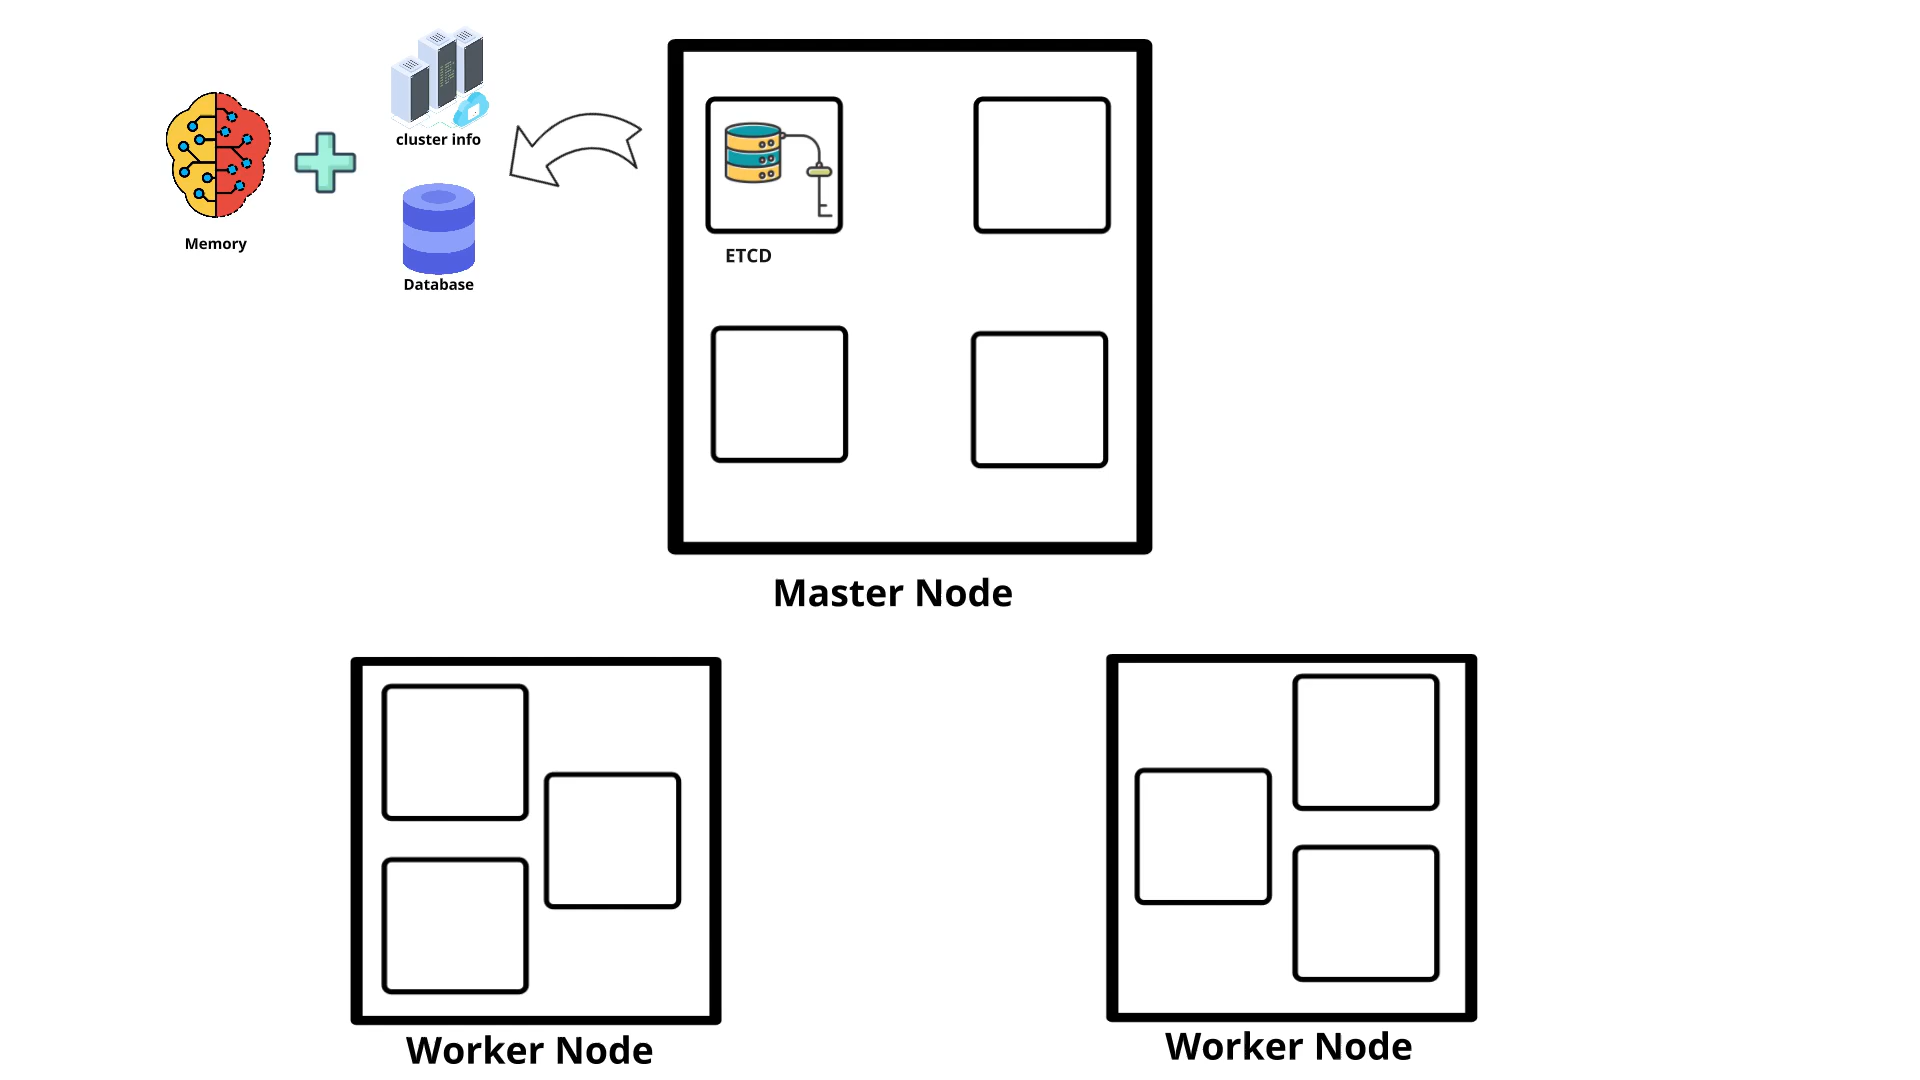 cluster info
Memory
Database
ETCD
Master Node
Worker Node
Worker Node